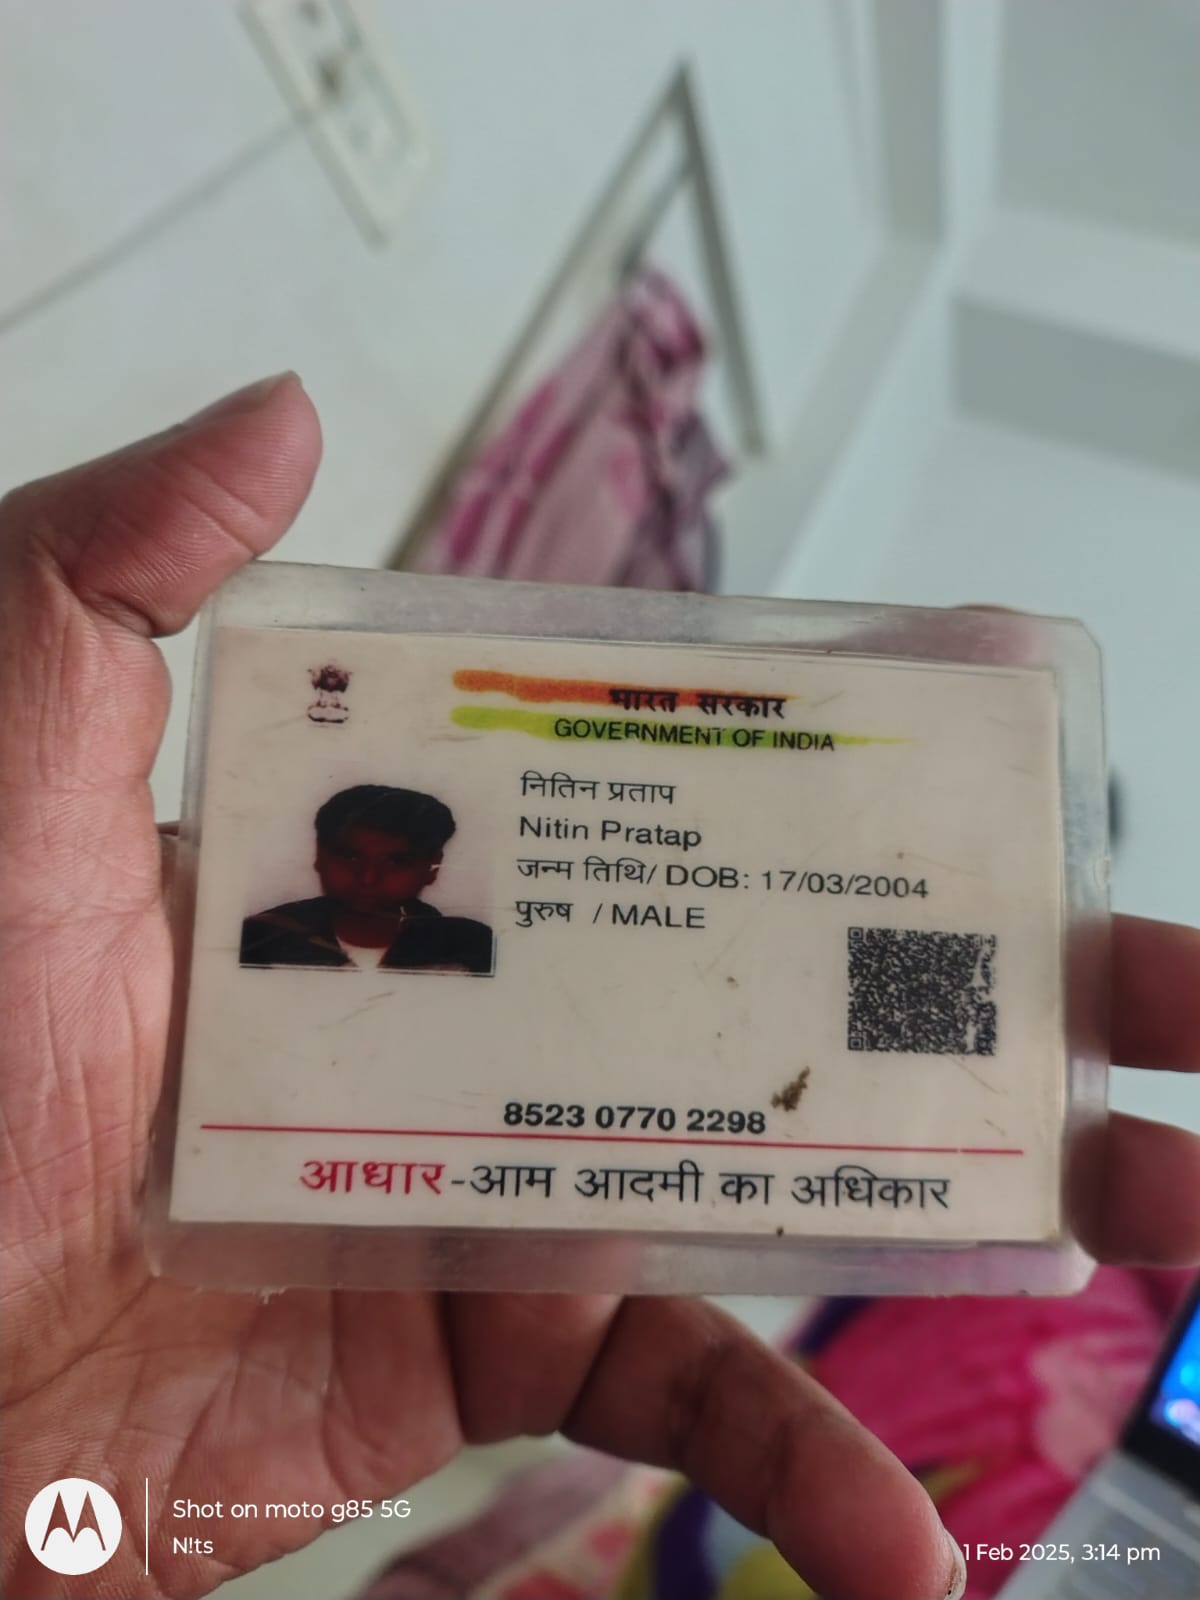 भारत सरकार
GOVERNMENT OF INDIA
नितिन प्रताप
Nitin Pratap
जन्म तिथि/ DOB: 17/03/2004
पुरुष / MALE
8523 0770 2298
आधार-आम आदमी का अधिकार
Shot on moto g85 5G
N!ts
1 Feb 2025, 3:14 pm